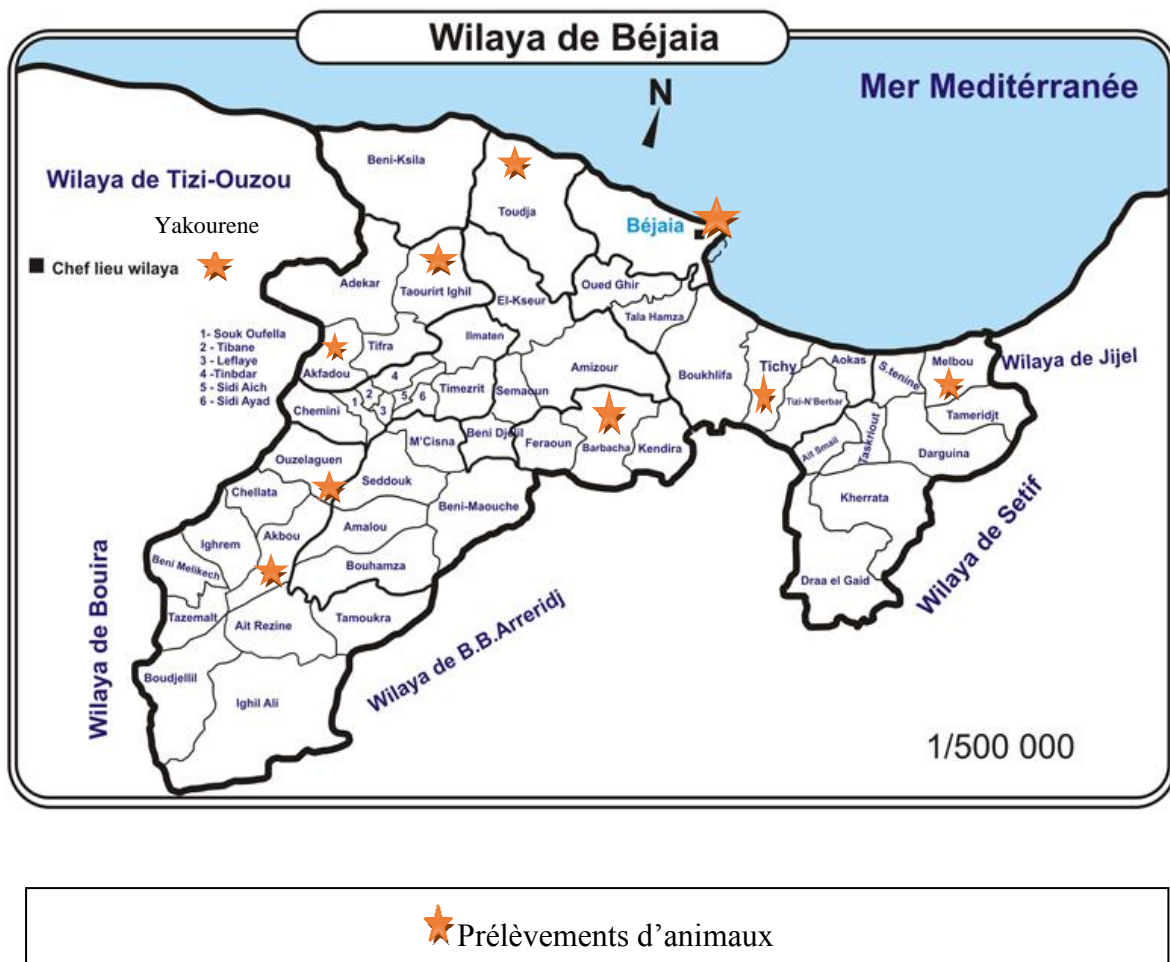 Wilaya de Béjaia
N
Mer Meditérranée
Beni-Ksila
Wilaya de Tizi-Ouzou
Toudja
Yakourene
Béjaia
Chef lieu wilaya
Adekar
Taourirt Ighil
El-Kseur
Oued Ghir
Tala Hamza
1- Souk Oufella
2 - Tibane
3 - Leflaye
4 -Tinbdar
5 - Sidi Aich
6 - Sidi Ayad
Tifra
Ilmaten
Akfadou
Amizour
Boukhlifa
Tichy
Aokas
S.tenine
Melbou
Wilaya de Jijel
4
Timezrit
Semaoun
Tizi-N'Berbar
Chemini
1
2
3
5
6
Tameridjt
M'Cisna
Beni Djelil
Feraoun
Barbacha
Kendira
Ait Smail
Taskriout
Darguina
Ouzelaguen
Seddouk
Chellata
Beni-Maouche
Kherrata
Akbou
Amalou
Ighrem
Beni Melikech
Bouhamza
Draa el Gaid
Wilaya de Setif
Tazemalt
Ait Rezine
Tamoukra
Wilaya de Bouira
Boudjellil
Ighil Ali
Wilaya de B.B.Arreridj
1/500 000
Prélèvements d'animaux